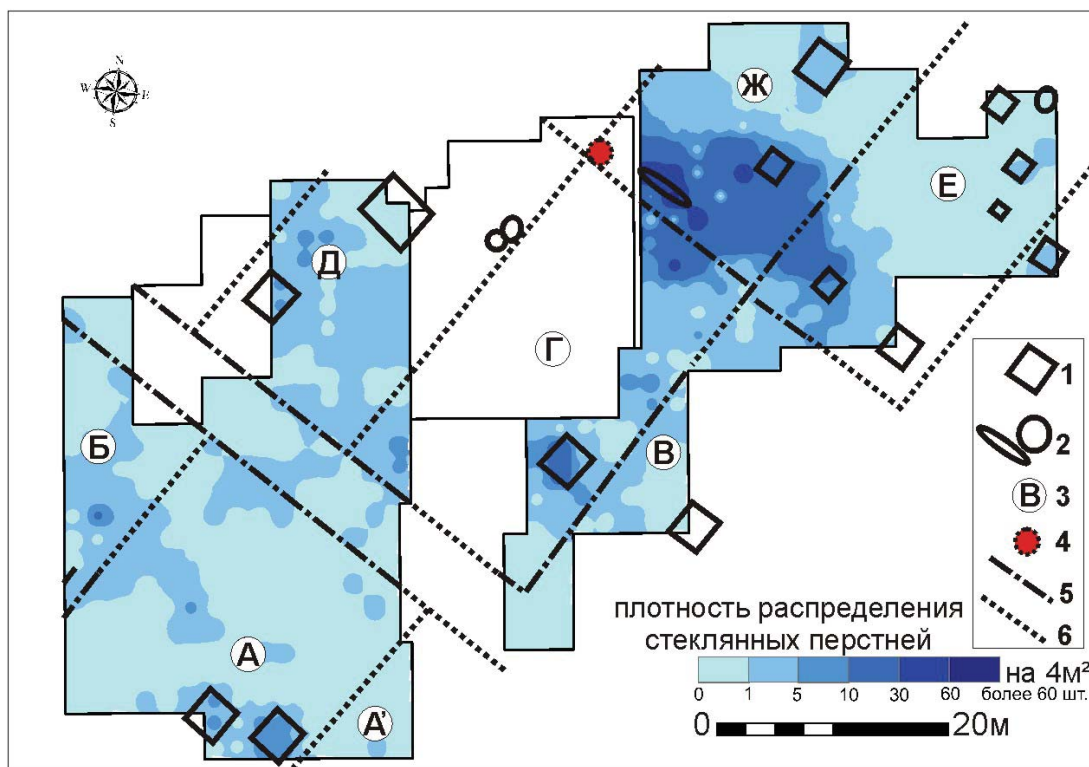 N
W E
S
Ж
Е
Д
Г
Б
В
А
А'
1
2
В 3
4
5
6
плотность распределения
стеклянных перстней
на 4м²
0 1 5 10 30 60 более 60 шт.
0 20м